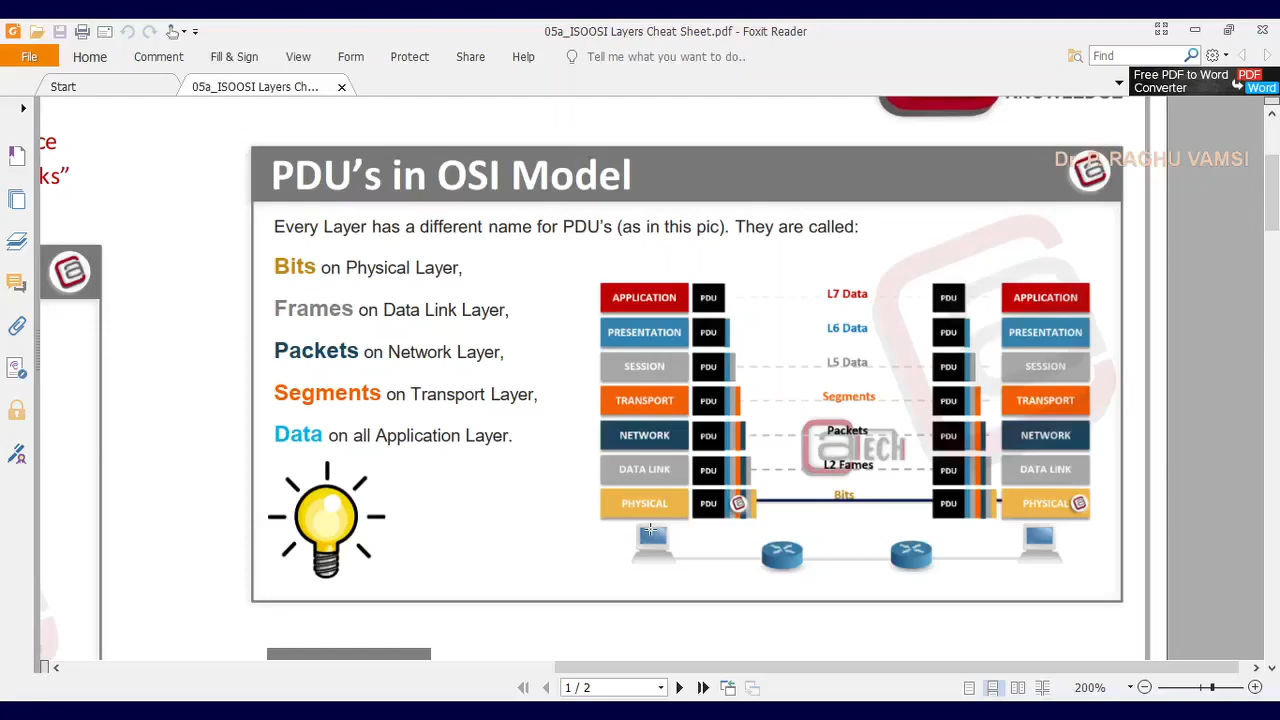 05a_ISOOSI Layers Cheat Sheet.pdf - Foxit Reader
File Home Comment Fill & Sign View Form Protect Share Help Tell me what you want to do.. Find
Start 05a_ISOOSI Layers Ch... Free PDF to Word PDF
Converter Word
KNOWLEDGE
ce
ks”
Dr. P. RAGHU VAMSI
PDU’s in OSI Model
Every Layer has a different name for PDU’s (as in this pic). They are called:
Bits on Physical Layer,
Frames on Data Link Layer,
Packets on Network Layer,
Segments on Transport Layer,
Data on all Application Layer.
APPLICATION PDU L7 Data PDU APPLICATION
PRESENTATION PDU L6 Data PDU PRESENTATION
SESSION PDU L5 Data PDU SESSION
TRANSPORT PDU Segments PDU TRANSPORT
NETWORK PDU Packets PDU NETWORK
aTECH
DATA LINK PDU L2 Fames PDU DATA LINK
PHYSICAL PDU Bits PDU PHYSICAL
1 / 2 200%